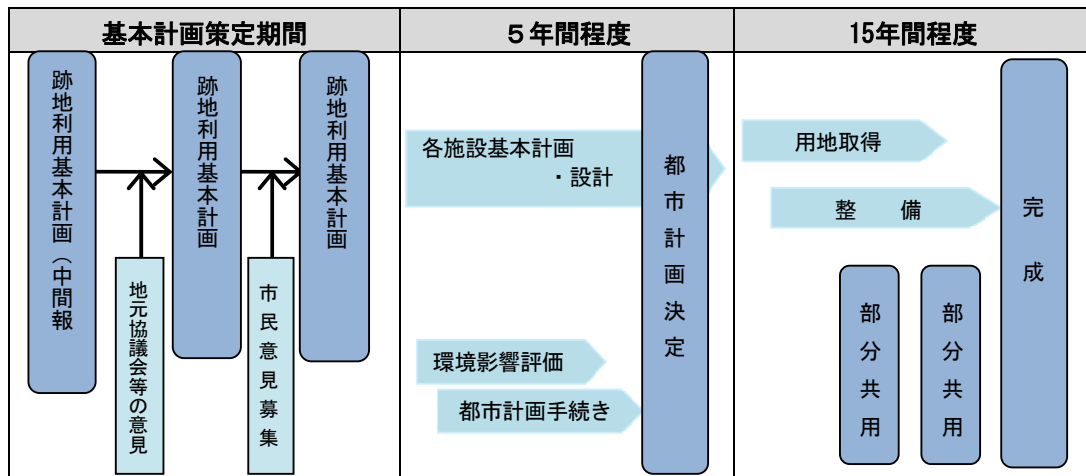 基本計画策定期間
５年間程度
15年間程度
跡地利用基本計画（中間報
地元協議会等の意見
跡地利用基本計画
市民意見募集
跡地利用基本計画
各施設基本計画
・設計
環境影響評価
都市計画手続き
都市計画決定
用地取得
整　備
部分共用
部分共用
完成